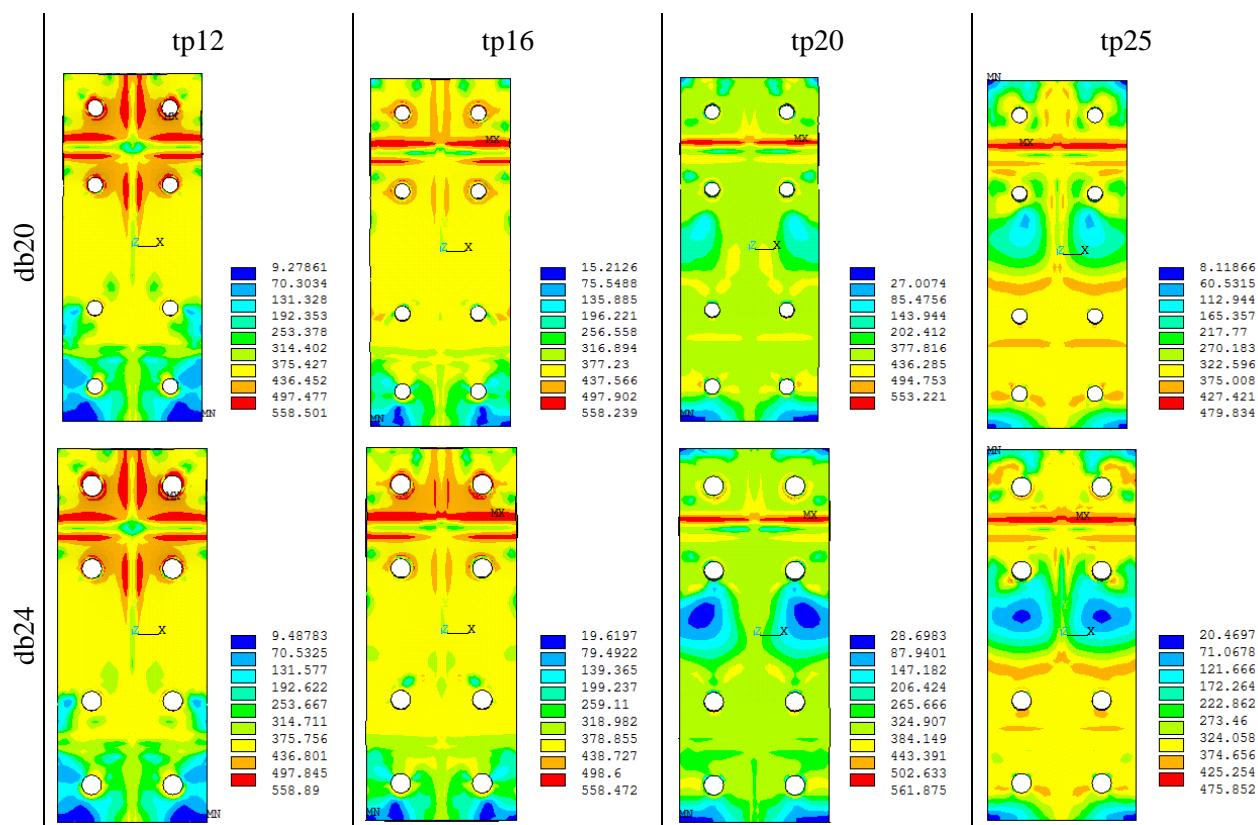 tp12
tp16
tp20
tp25
db20
MX
Z
X
MN
9.27861
70.3034
131.328
192.353
253.378
314.402
375.427
436.452
497.477
558.501
MX
Z
X
MN
15.2126
75.5488
135.885
196.221
256.558
316.894
377.23
437.566
497.902
558.239
MX
Z
X
MN
27.0074
85.4756
143.944
202.412
377.816
436.285
494.753
553.221
MN
MX
Z
X
8.11866
60.5315
112.944
165.357
217.77
270.183
322.596
375.008
427.421
479.834
db24
MX
Z
X
MN
9.48783
70.5325
131.577
192.622
253.667
314.711
375.756
436.801
497.845
558.89
MX
Z
X
MN
19.6197
79.4922
139.365
199.237
259.11
318.982
378.855
438.727
498.6
558.472
MX
Z
X
MN
28.6983
87.9401
147.182
206.424
265.666
324.907
384.149
443.391
502.633
561.875
MN
MX
Z
X
20.4697
71.0678
121.666
172.264
222.862
273.46
324.058
374.656
425.254
475.852